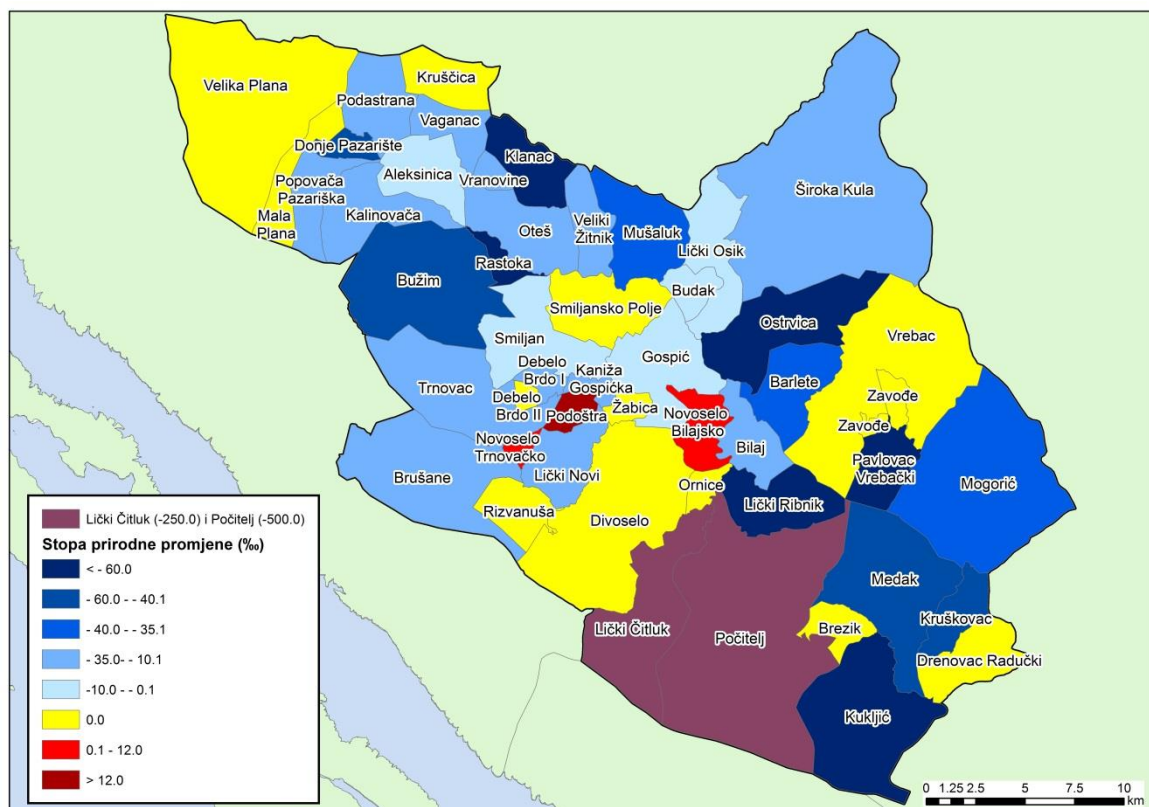 Velika Plana
Kruščica
Podastrana
Vaganac
Donje Pazarište
Klanac
Aleksinica
Vranovine
Popovača
Pazariška
Široka Kula
Mala
Plana
Kalinovača
Oteš
Veliki
Žitnik
Mušaluk
Lički Osik
Rastoka
Bužim
Budak
Smiljansko Polje
Ostrvica
Vrebac
Smiljan
Gospić
Debelo
Brdo I
Kaniža
Gospićka
Trnovac
Barlete
Zavođe
Debelo
Brdo II
Podoštra
Žabica
Novoselo
Bilajsko
Zavođe
Novoselo
Trnovačko
Bilaj
Pavlovac
Vrebački
Brušane
Lički Novi
Ornice
Lički Ribnik
Mogorić
Rizvanuša
Divoselo
Medak
Kruškovac
Lički Čitluk
Počitelj
Brezik
Drenovac Radučki
Kukljić
Lički Čitluk (-250.0) i Počitelj (-500.0)
Stopa prirodne promjene (‰)
< - 60.0
- 60.0 - - 40.1
- 40.0 - - 35.1
- 35.0- - 10.1
-10.0 - - 0.1
0.0
0.1 - 12.0
> 12.0
0 1.25 2.5 5 7.5 10
km